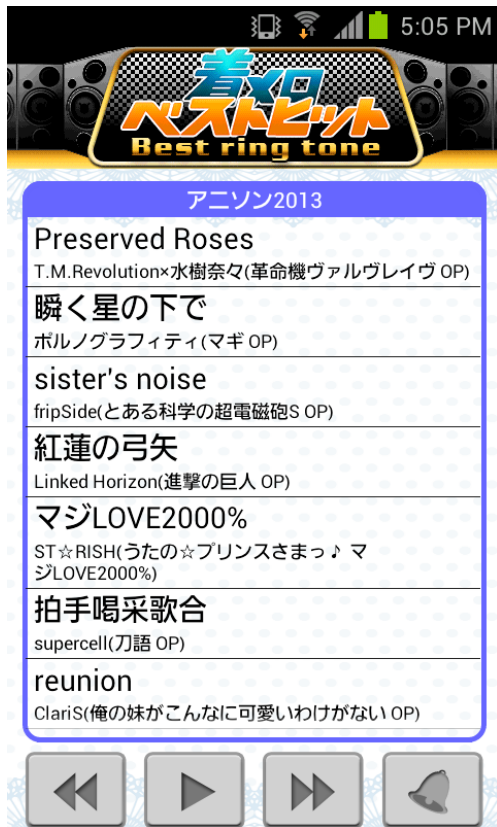 5:05 PM
着メロ
ベストヒット
Best ring tone
アニソン2013
Preserved Roses
T.M.Revolution×水樹奈々(革命機ヴァルヴレイヴ OP)
瞬く星の下で
ポルノグラフィティ(マギ OP)
sister's noise
fripSide(とある科学の超電磁砲S OP)
紅蓮の弓矢
Linked Horizon(進撃の巨人 OP)
マジLOVE2000%
ST☆RISH(うたの☆プリンスさまっ♪ マ
ジLOVE2000%)
拍手喝采歌合
supercell(刀語 OP)
reunion
ClariS(俺の妹がこんなに可愛いわけがない OP)